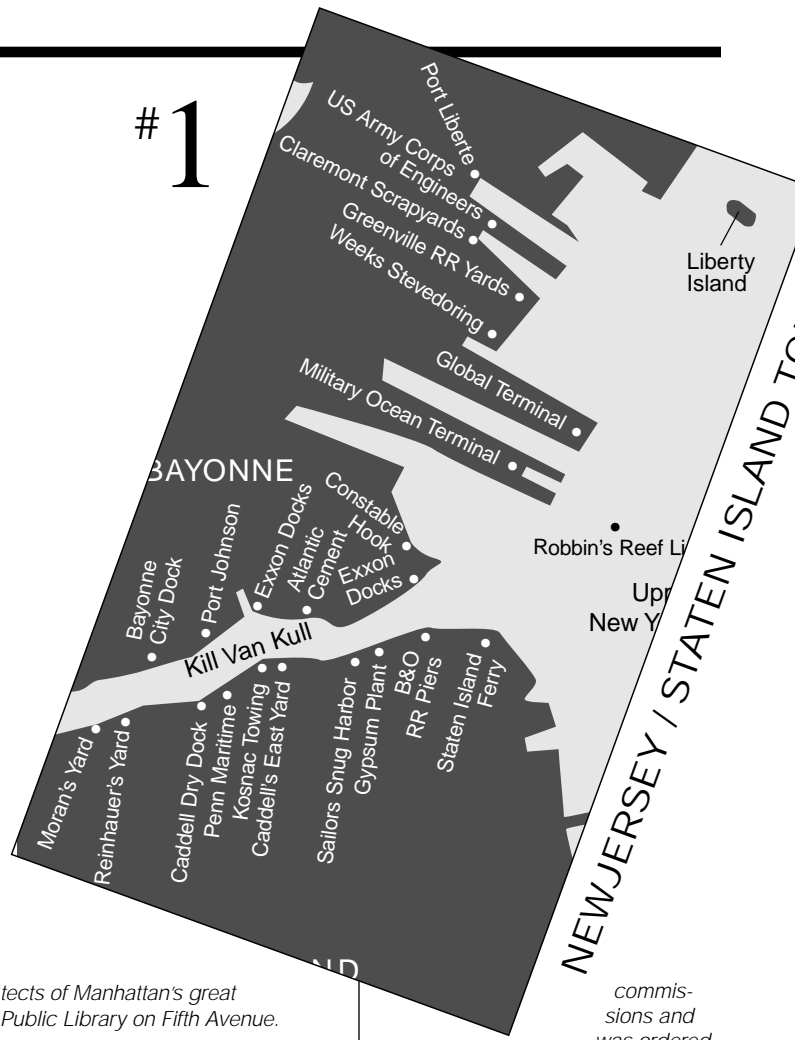 #1
Port Liberte
US Army Corps
of Engineers
Claremont Scrapyards
Greenville RR Yards
Weeks Stevedoring
Liberty
Island
Global Terminal
Military Ocean Terminal
BAYONNE
Constable
Hook
Exxon Docks
Atlantic
Cement
Exxon
Docks
Port Johnson
Bayonne
City Dock
Robbin's Reef Li
Upp
New Y
Kill Van Kull
Moran's Yard
Reinhauer's Yard
Caddell Dry Dock
Penn Maritime
Kosnac Towing
Caddell's East Yard
Sailors Snug Harbor
Gypsum Plant
B&O
RR Piers
Staten Island
Ferry
NEWJERSEY / STATEN ISLAND
ND
tects of Manhattan's great
Public Library on Fifth Avenue.
commis-
sions and
was ordered